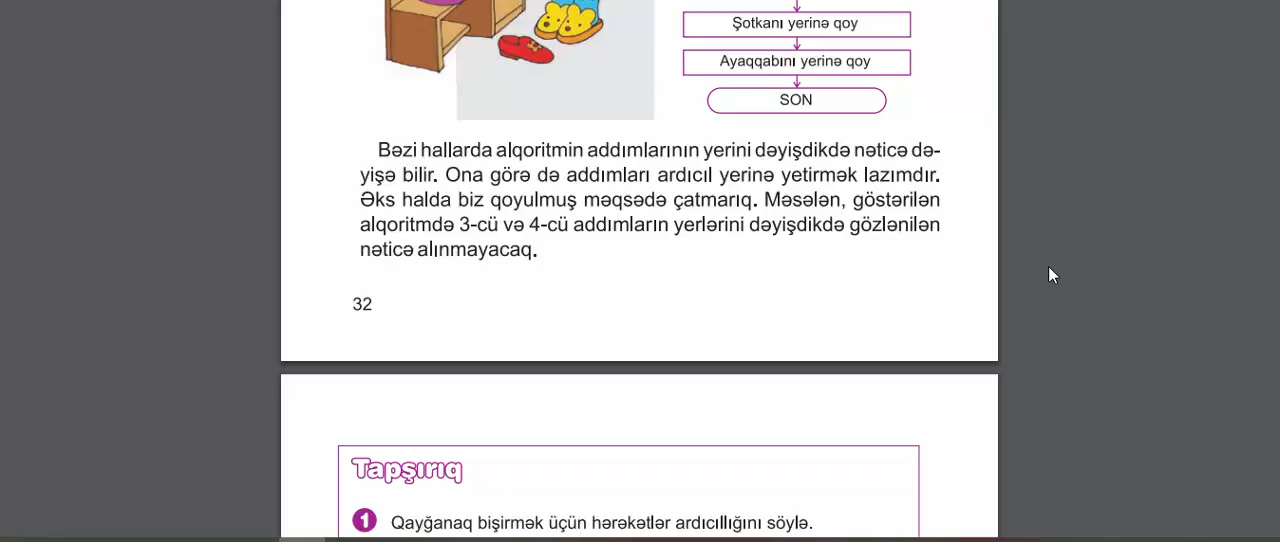 Şotkanı yerinə qoy
Ayaqqabını yerinə qoy
SON
Bəzi hallarda alqoritmin addımlarının yerini dəyişdikdə nəticə də-
yişə bilir. Ona görə də addımları ardıcıl yerinə yetirmək lazımdır.
Əks halda biz qoyulmuş məqsədə çatmarıq. Məsələn, göstərilən
alqoritmdə 3-cü və 4-cü addımların yerlərini dəyişdikdə gözlənilən
nəticə alınmayacaq.
32
Tapşırıq
1 Qayğanaq bişirmək üçün hərəkətlər ardıcıllığını söylə.